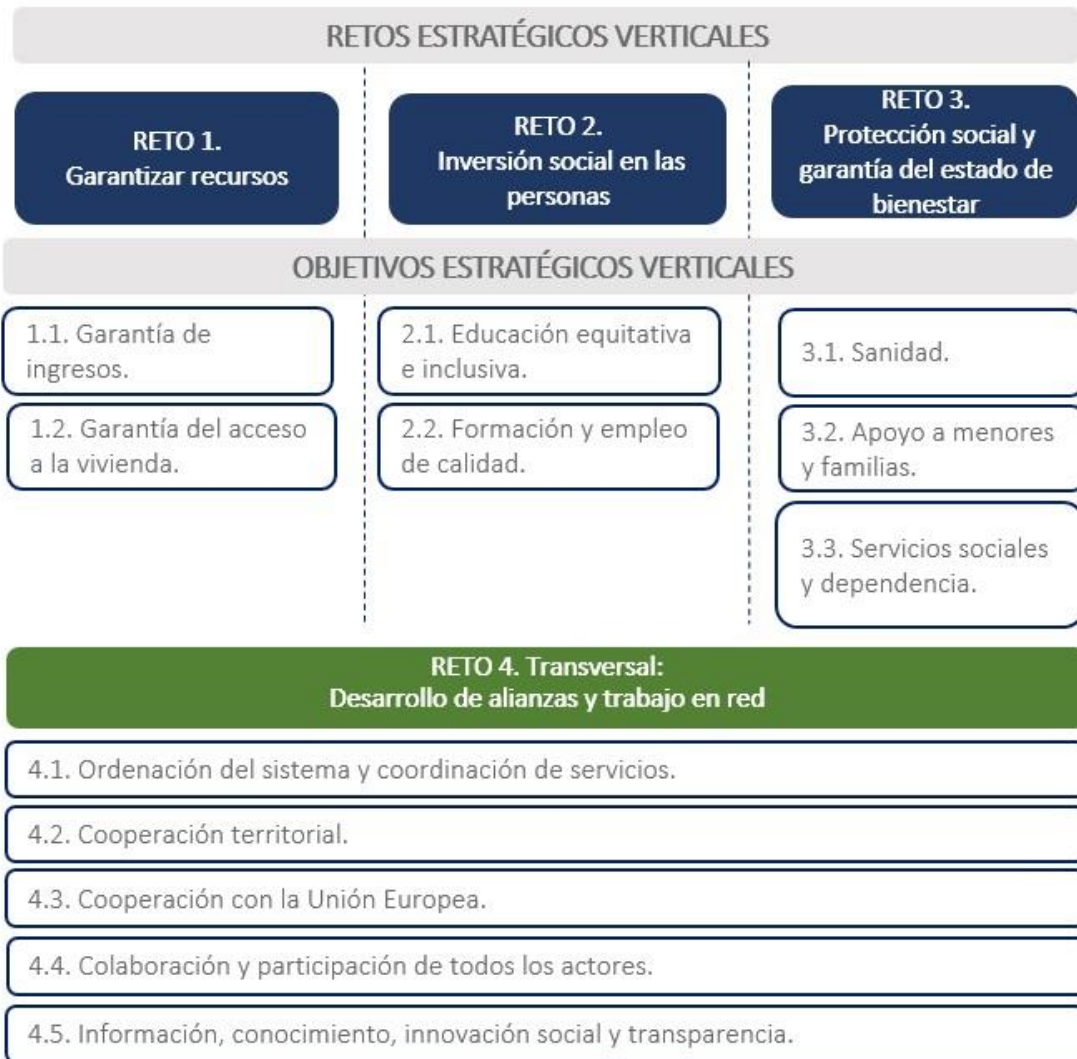 RETOS ESTRATÉGICOS VERTICALES
RETO 1.
Garantizar recursos
RETO 2.
Inversión social en las
personas
RETO 3.
Protección social y
garantía del estado de
bienestar
OBJETIVOS ESTRATÉGICOS VERTICALES
1.1. Garantía de
ingresos.
1.2. Garantía del acceso
a la vivienda.
2.1. Educación equitativa
e inclusiva.
2.2. Formación y empleo
de calidad.
3.1. Sanidad.
3.2. Apoyo a menores
y familias.
3.3. Servicios sociales
y dependencia.
RETO 4. Transversal:
Desarrollo de alianzas y trabajo en red
4.1. Ordenación del sistema y coordinación de servicios.
4.2. Cooperación territorial.
4.3. Cooperación con la Unión Europea.
4.4. Colaboración y participación de todos los actores.
4.5. Información, conocimiento, innovación social y transparencia.